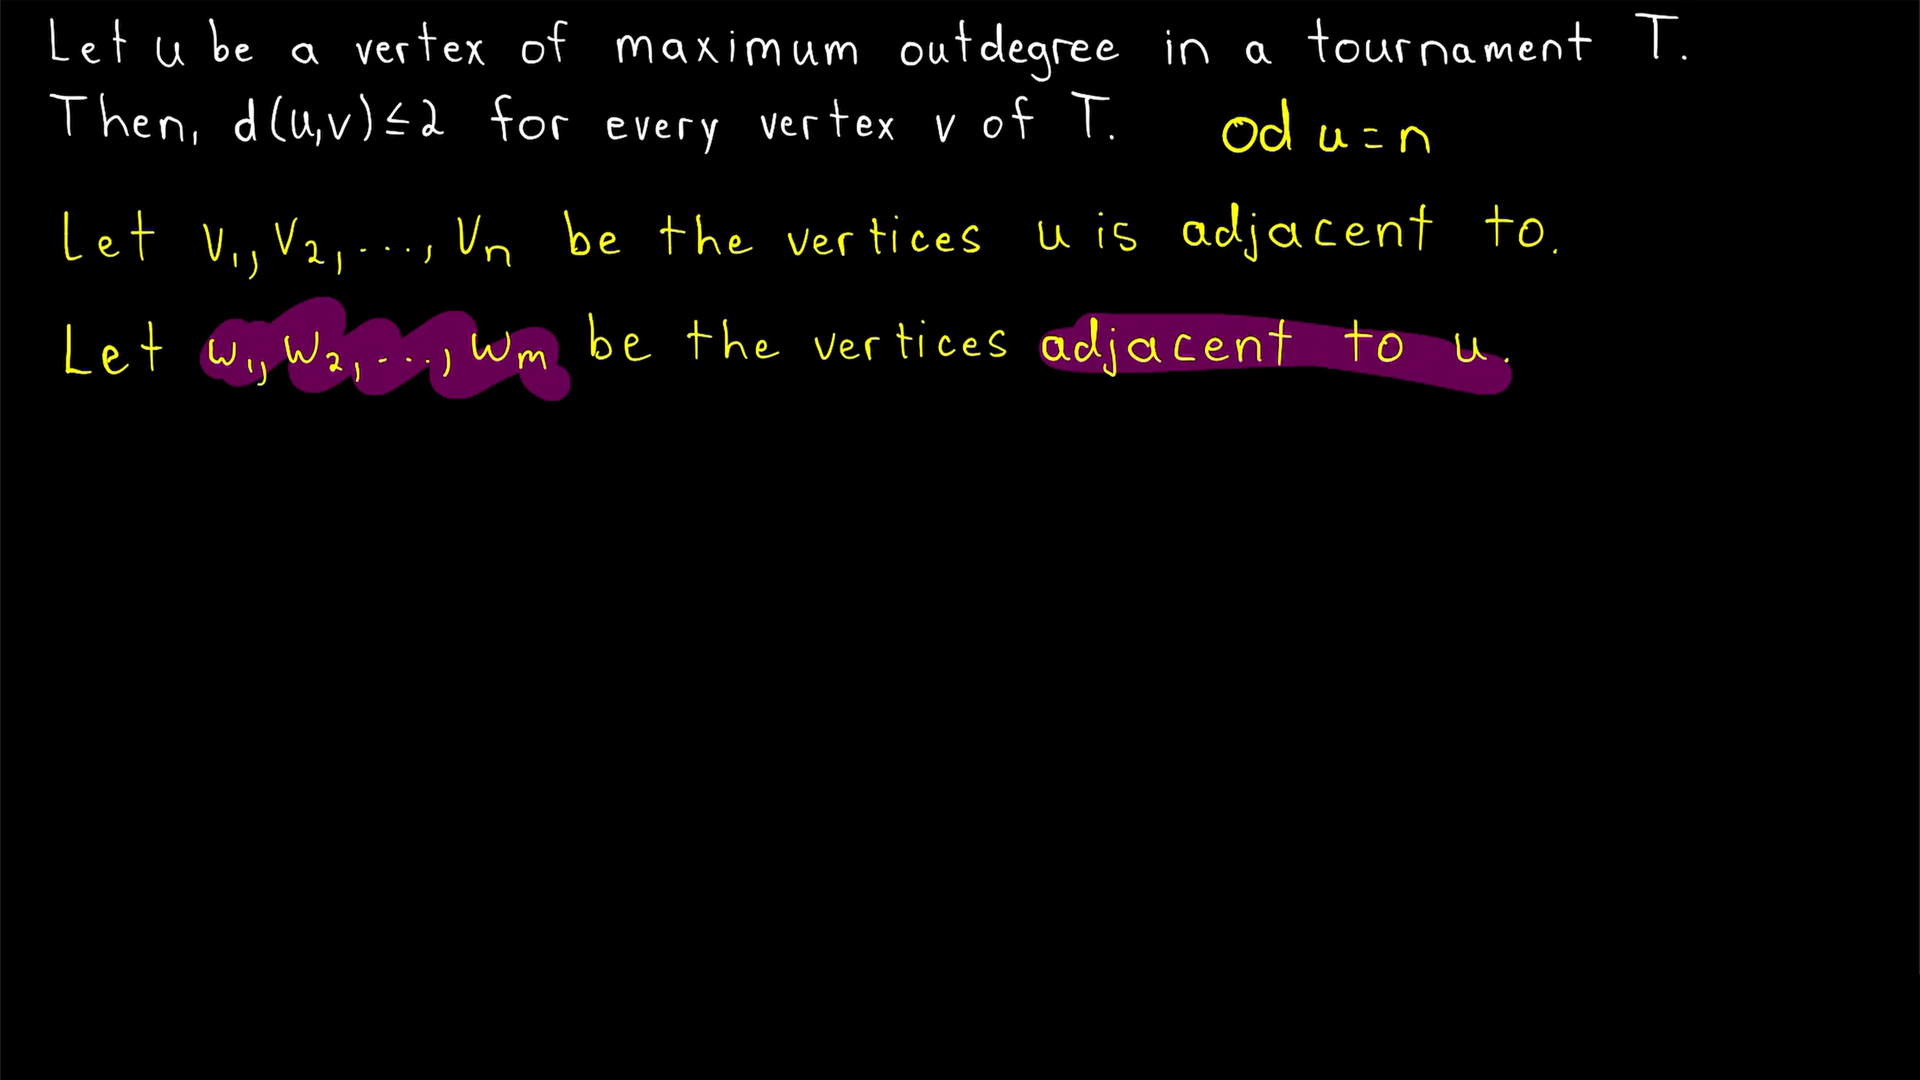 Let u be a vertex of maximum outdegree in a tournament T.
Then, d(u,v)≤2 for every vertex v of T. od u=n
Let v₁, v₂, ..., vₙ be the vertices u is adjacent to.
Let w₁, w₂, ..., wₘ be the vertices adjacent to u.